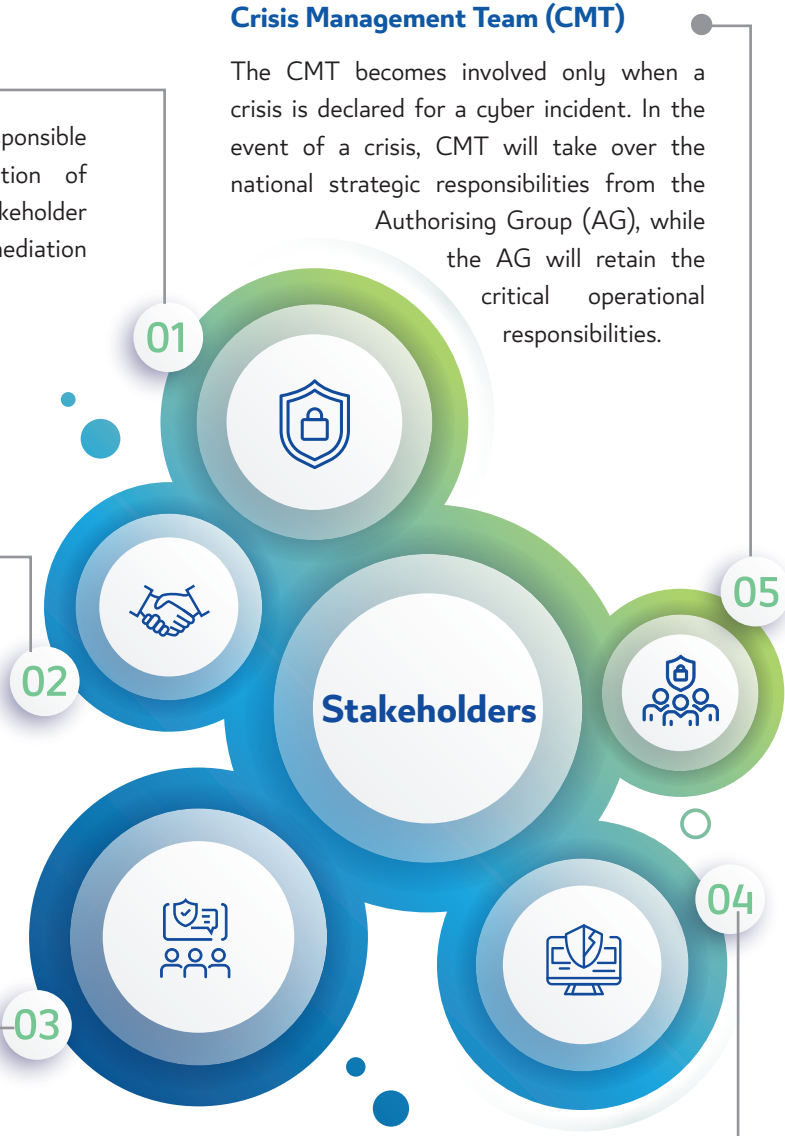 Crisis Management Team (CMT)
The CMT becomes involved only when a
crisis is declared for a cyber incident. In the
event of a crisis, CMT will take over the
national strategic responsibilities from the
Authorising Group (AG), while
the AG will retain the
critical operational
responsibilities.
ponsible
tion of
keholder
nediation
01
02
03
04
05
Stakeholders